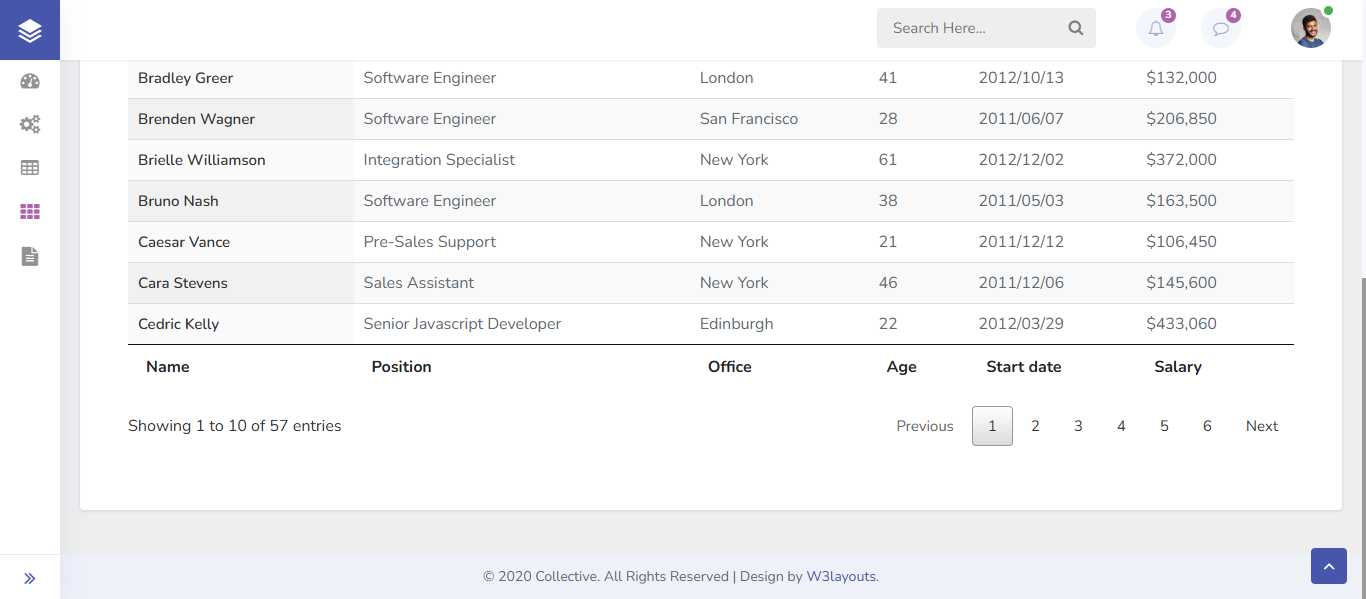 Search Here...
3
4
Bradley Greer Software Engineer London 41 2012/10/13 $132,000
Brenden Wagner Software Engineer San Francisco 28 2011/06/07 $206,850
Brielle Williamson Integration Specialist New York 61 2012/12/02 $372,000
Bruno Nash Software Engineer London 38 2011/05/03 $163,500
Caesar Vance Pre-Sales Support New York 21 2011/12/12 $106,450
Cara Stevens Sales Assistant New York 46 2011/12/06 $145,600
Cedric Kelly Senior Javascript Developer Edinburgh 22 2012/03/29 $433,060
Name Position Office Age Start date Salary
Showing 1 to 10 of 57 entries Previous 1 2 3 4 5 6 Next
© 2020 Collective. All Rights Reserved | Design by W3layouts.